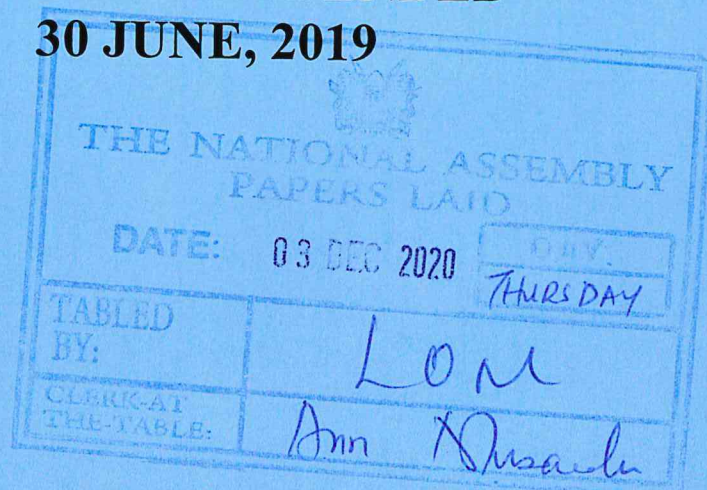 30 JUNE, 2019
THE NATIONAL ASSEMBLY
PAPERS LAID
DATE: 03 DEC 2020 DAY.
THURSDAY
TABLED
BY: LOM
CLERK-AT
THE-TABLE: Ann